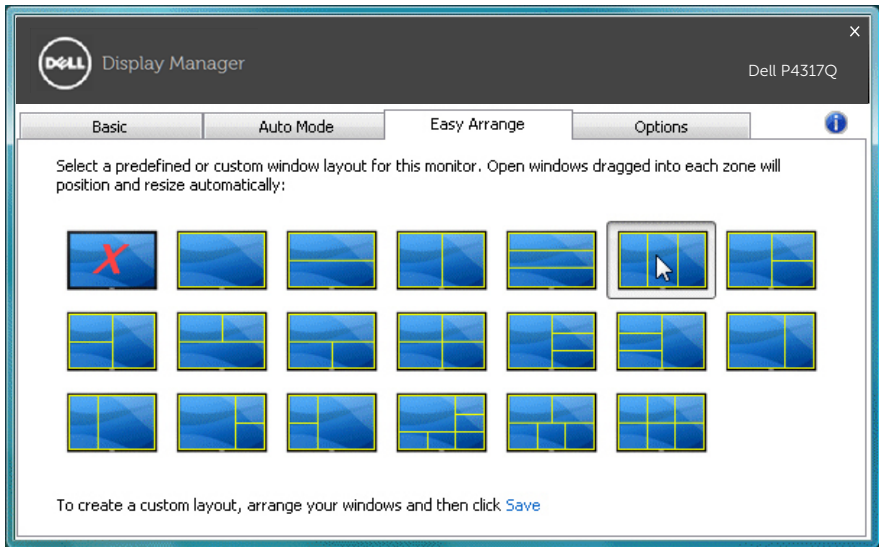 X
DELL
Display Manager
Dell P4317Q
Basic
Auto Mode
Easy Arrange
Options
i
Select a predefined or custom window layout for this monitor. Open windows dragged into each zone will
position and resize automatically:
X
To create a custom layout, arrange your windows and then click Save